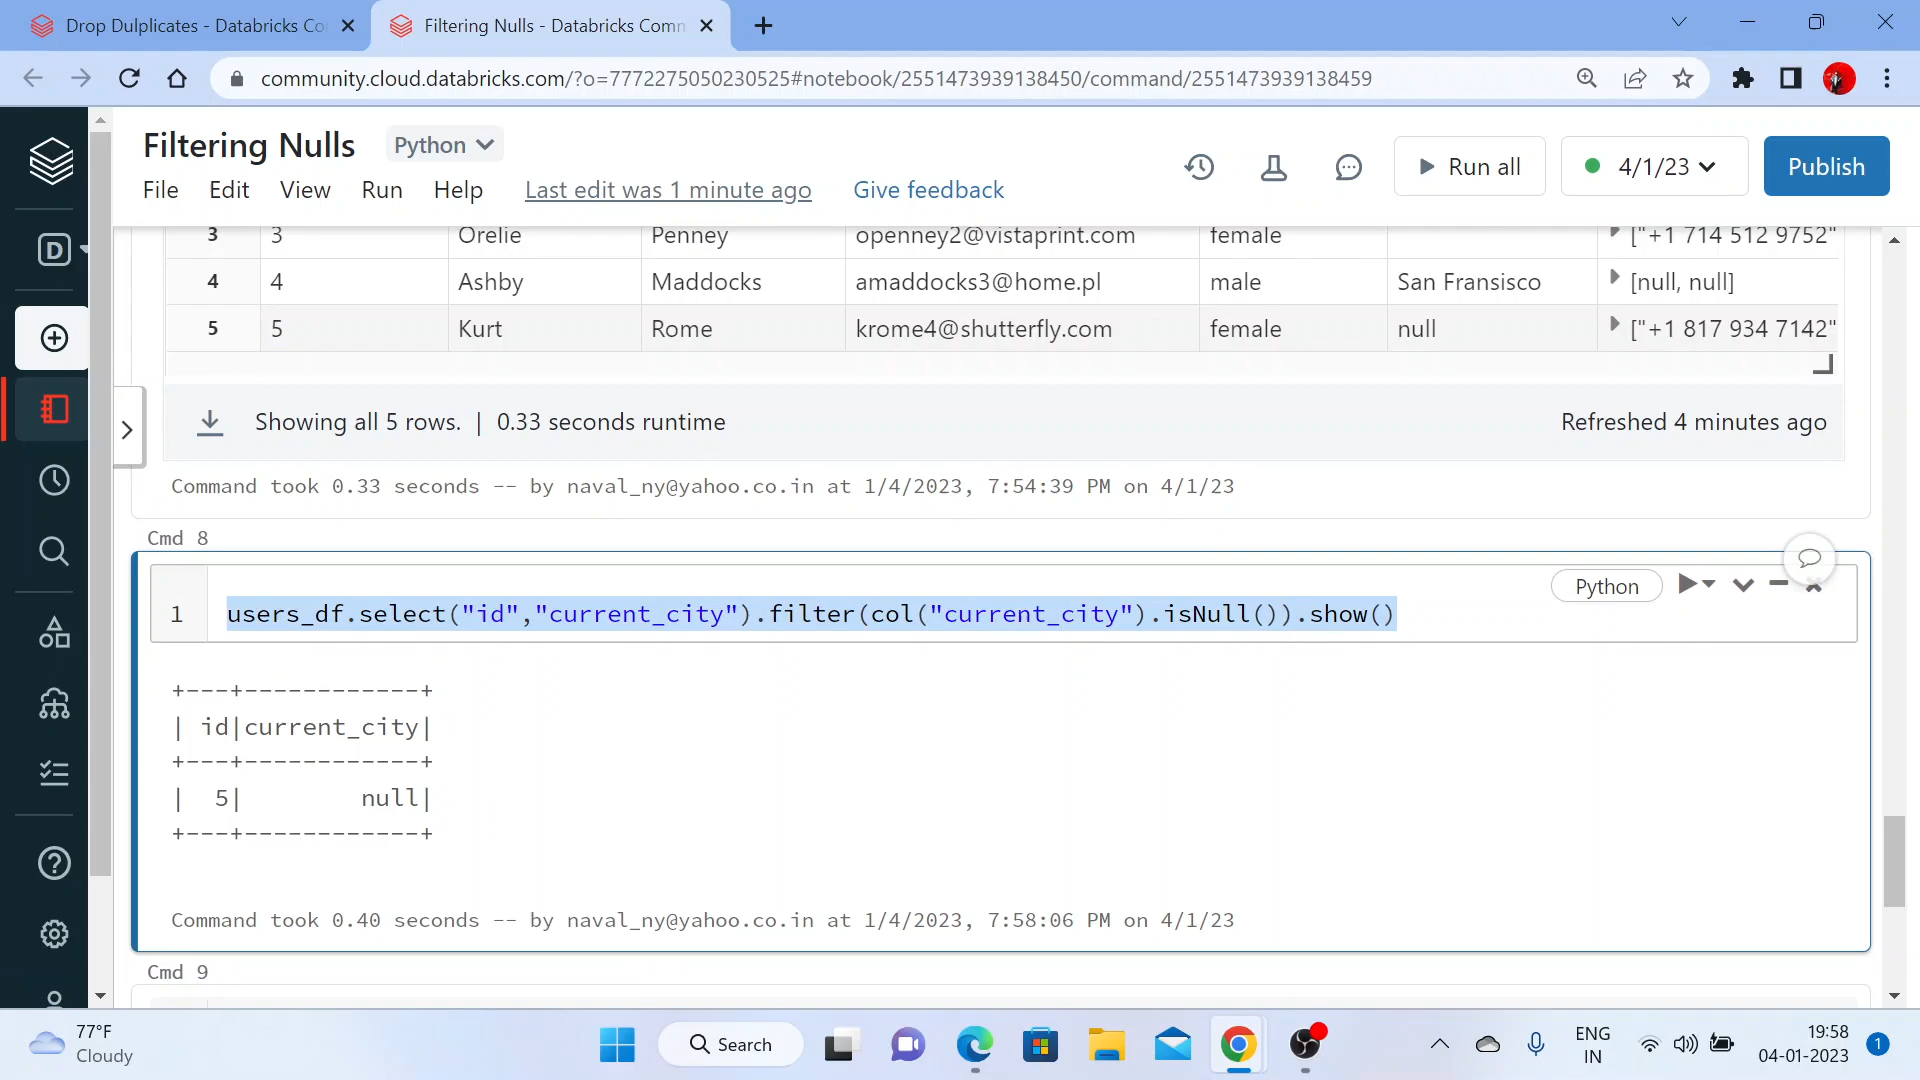 Drop Dulplicates - Databricks Co
Filtering Nulls - Databricks Comm
community.cloud.databricks.com/?o=7772275050230525#notebook/2551473939138450/command/2551473939138459
Filtering Nulls
Python
File Edit View Run Help Last edit was 1 minute ago Give feedback
Run all
4/1/23
Publish
D
3 3 Orelie Penney openney2@vistaprint.com female ["+1 714 512 9752"
4 4 Ashby Maddocks amaddocks3@home.pl male San Fransisco [null, null]
5 5 Kurt Rome krome4@shutterfly.com female null ["+1 817 934 7142"
Showing all 5 rows. | 0.33 seconds runtime
Refreshed 4 minutes ago
Command took 0.33 seconds -- by naval_ny@yahoo.co.in at 1/4/2023, 7:54:39 PM on 4/1/23
Cmd 8
Python
1 users_df.select("id","current_city").filter(col("current_city").isNull()).show()
+---+------------+
| id|current_city|
+---+------------+
|  5|        null|
+---+------------+
Command took 0.40 seconds -- by naval_ny@yahoo.co.in at 1/4/2023, 7:58:06 PM on 4/1/23
Cmd 9
77°F
Cloudy
Search
ENG
IN
19:58
04-01-2023
1